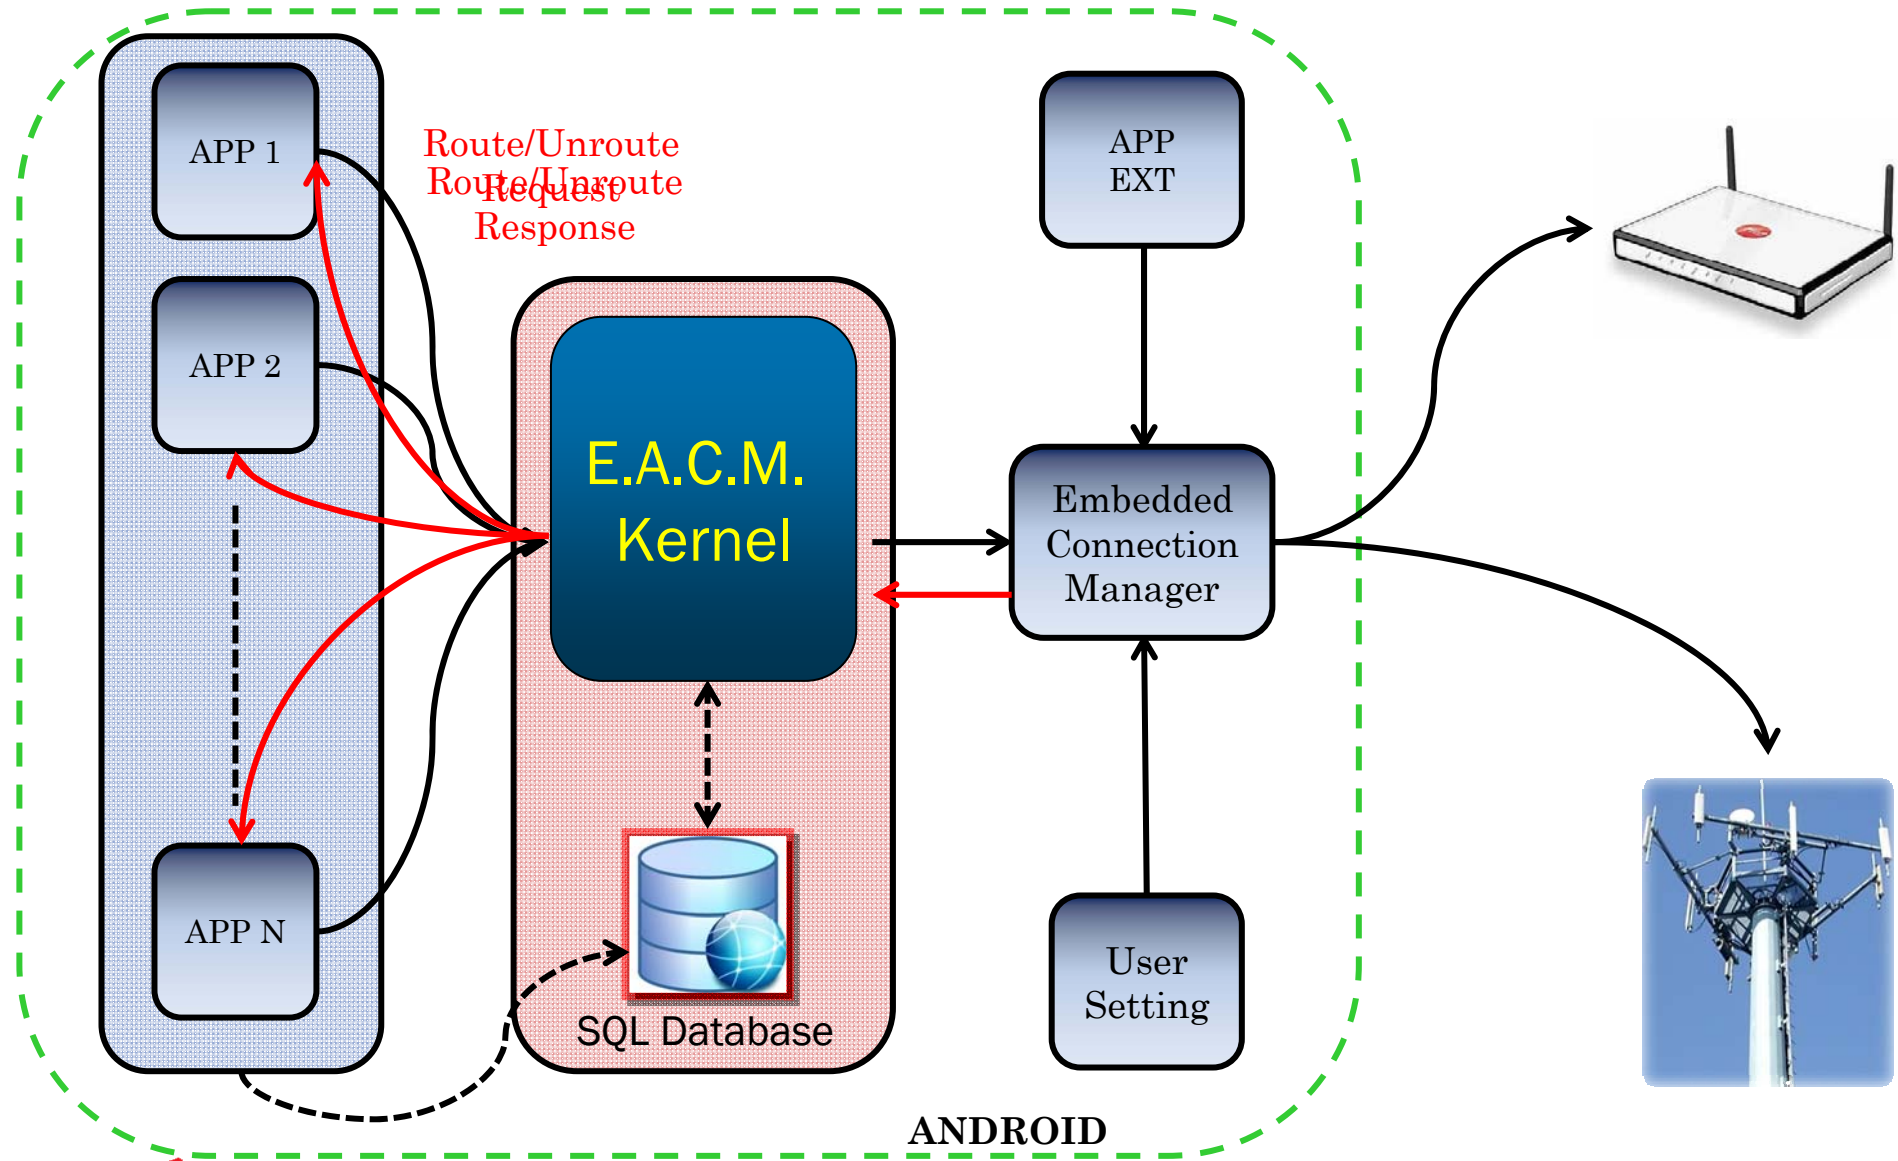 APP 1
Route/Unroute
Request
Route/Unroute
Response
APP
EXT
APP 2
E.A.C.M.
Kernel
Embedded
Connection
Manager
APP N
User
Setting
SQL Database
ANDROID